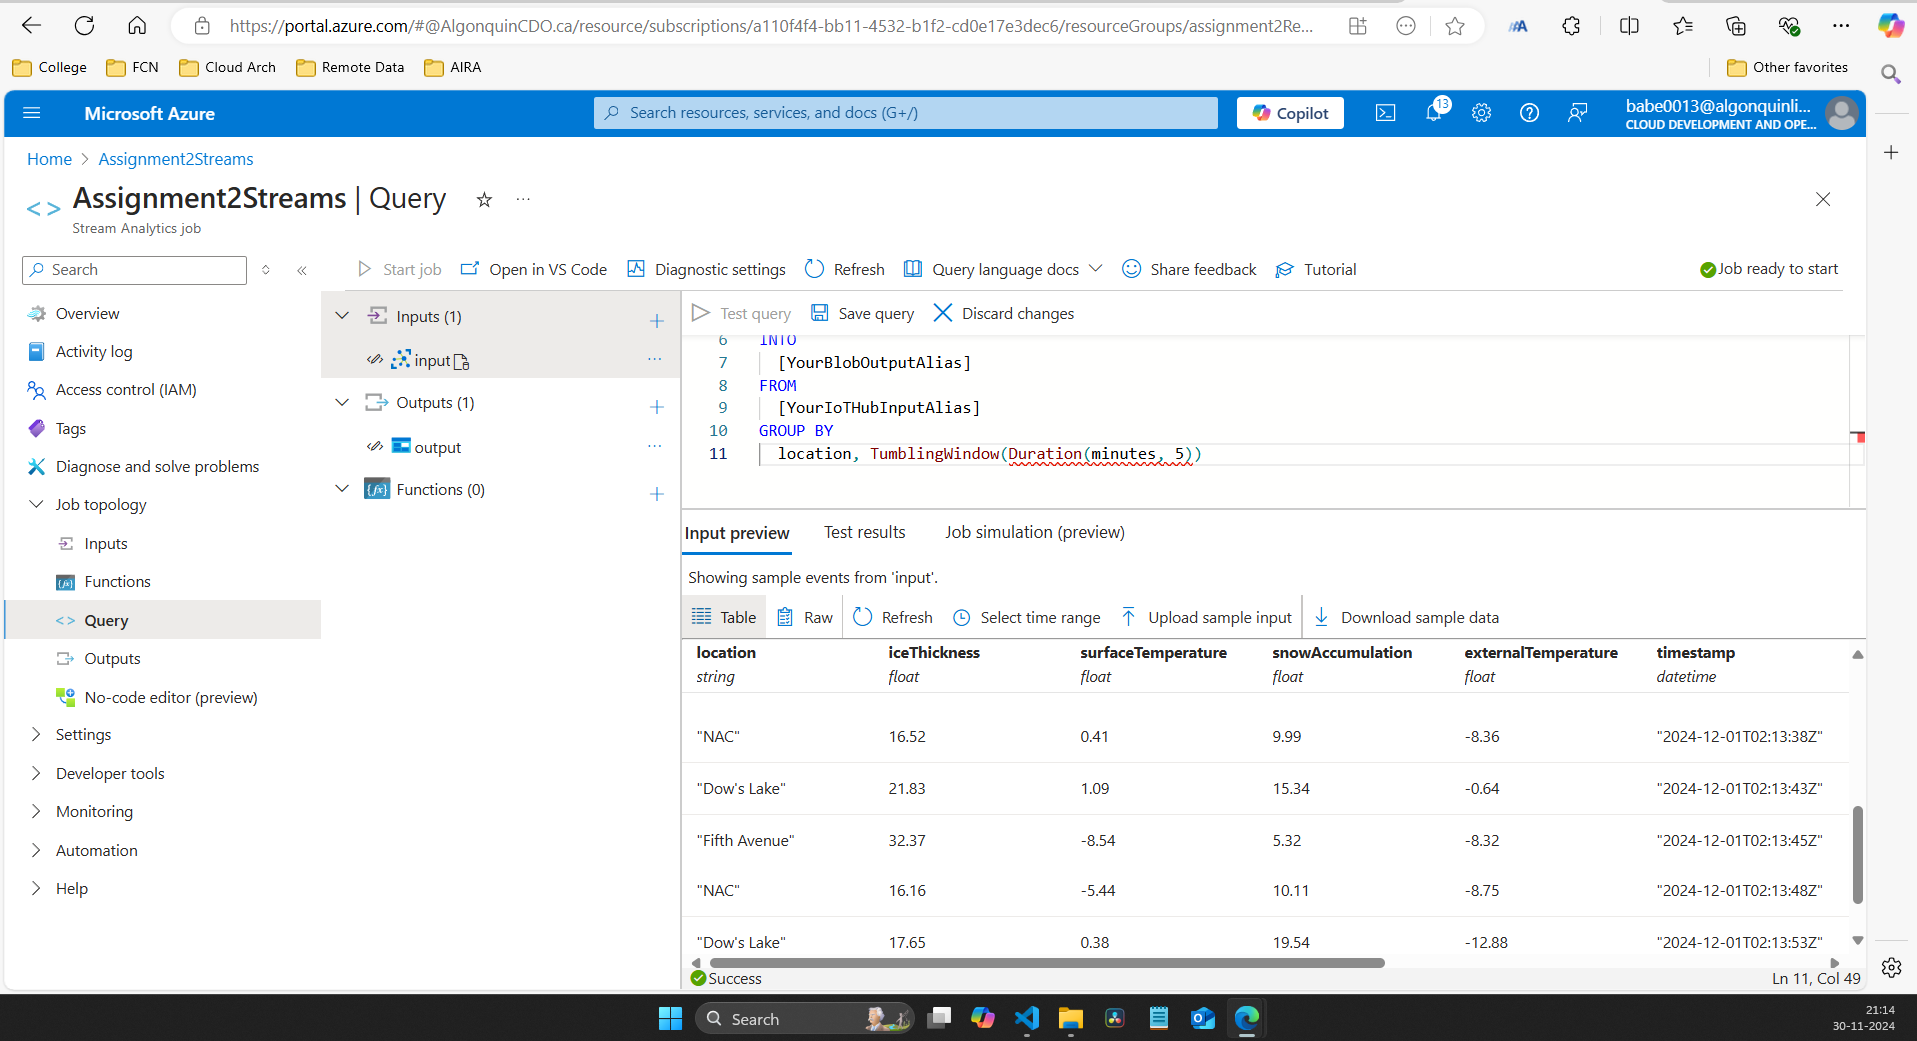 https://portal.azure.com/#@AlgonquinCDO.ca/resource/subscriptions/a110f4f4-bb11-4532-b1f2-cd0e17e3dec6/resourceGroups/assignment2Re...
College
FCN
Cloud Arch
Remote Data
AIRA
Other favorites
Microsoft Azure
Search resources, services, and docs (G+/)
Copilot
13
babe0013@algonquinli...
CLOUD DEVELOPMENT AND OPE...
Home > Assignment2Streams
Assignment2Streams | Query
Stream Analytics job
Search
Start job
Open in VS Code
Diagnostic settings
Refresh
Query language docs
Share feedback
Tutorial
Job ready to start
Overview
Activity log
Access control (IAM)
Tags
Diagnose and solve problems
Job topology
Inputs
Functions
Query
Outputs
No-code editor (preview)
Settings
Developer tools
Monitoring
Automation
Help
Inputs (1)
input
Outputs (1)
output
Functions (0)
Test query
Save query
Discard changes
6 INTO
7 [YourBlobOutputAlias]
8 FROM
9 [YourIoTHubInputAlias]
10 GROUP BY
11 location, TumblingWindow(Duration(minutes, 5))
Input preview
Test results
Job simulation (preview)
Showing sample events from 'input'.
Table
Raw
Refresh
Select time range
Upload sample input
Download sample data
location iceThickness surfaceTemperature snowAccumulation externalTemperature timestamp
string float float float float datetime
"NAC" 16.52 0.41 9.99 -8.36 "2024-12-01T02:13:38Z"
"Dow's Lake" 21.83 1.09 15.34 -0.64 "2024-12-01T02:13:43Z"
"Fifth Avenue" 32.37 -8.54 5.32 -8.32 "2024-12-01T02:13:45Z"
"NAC" 16.16 -5.44 10.11 -8.75 "2024-12-01T02:13:48Z"
"Dow's Lake" 17.65 0.38 19.54 -12.88 "2024-12-01T02:13:53Z"
Success
Ln 11, Col 49
Search
21:14
30-11-2024